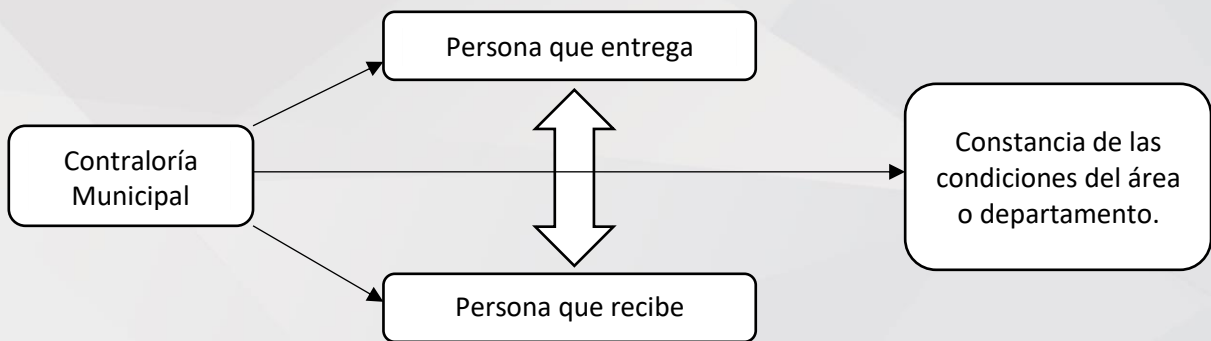 Persona que entrega
Contraloría
Municipal
Constancia de las
condiciones del área
o departamento.
Persona que recibe